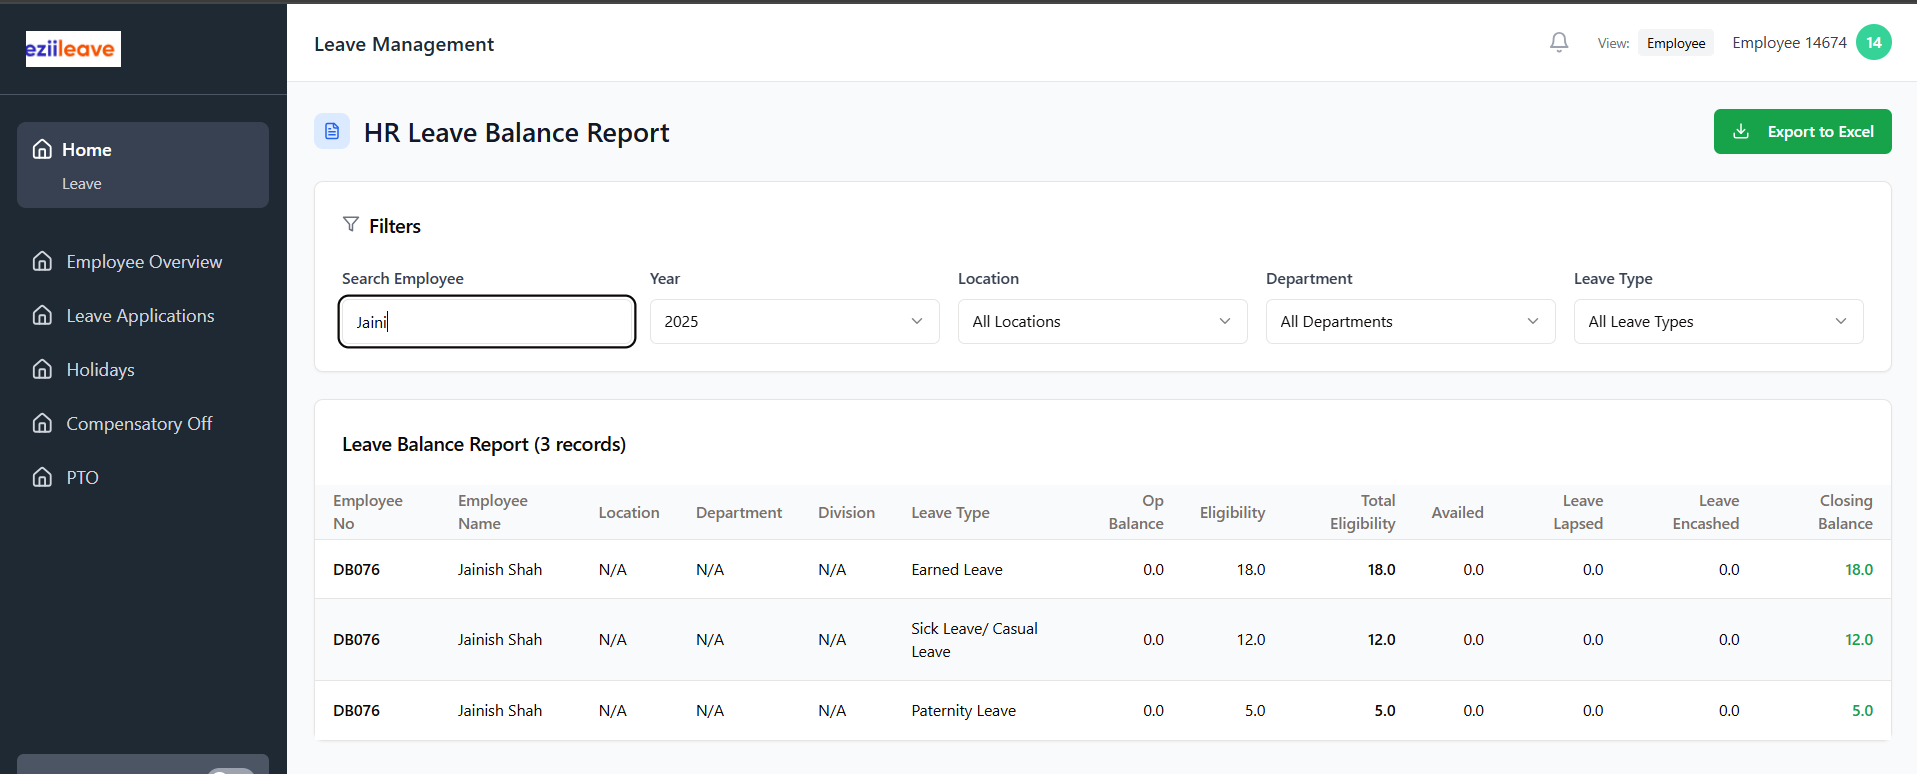 eziileave
Leave Management
View: Employee Employee 14674 14
Home
Leave
Employee Overview
Leave Applications
Holidays
Compensatory Off
PTO
HR Leave Balance Report
Export to Excel
Filters
Search Employee Year Location Department Leave Type
Jaini 2025 All Locations All Departments All Leave Types
Leave Balance Report (3 records)
Employee No Employee Name Location Department Division Leave Type Op Balance Eligibility Total Eligibility Availed Leave Lapsed Leave Encashed Closing Balance
DB076 Jainish Shah N/A N/A N/A Earned Leave 0.0 18.0 18.0 0.0 0.0 0.0 18.0
DB076 Jainish Shah N/A N/A N/A Sick Leave/ Casual Leave 0.0 12.0 12.0 0.0 0.0 0.0 12.0
DB076 Jainish Shah N/A N/A N/A Paternity Leave 0.0 5.0 5.0 0.0 0.0 0.0 5.0